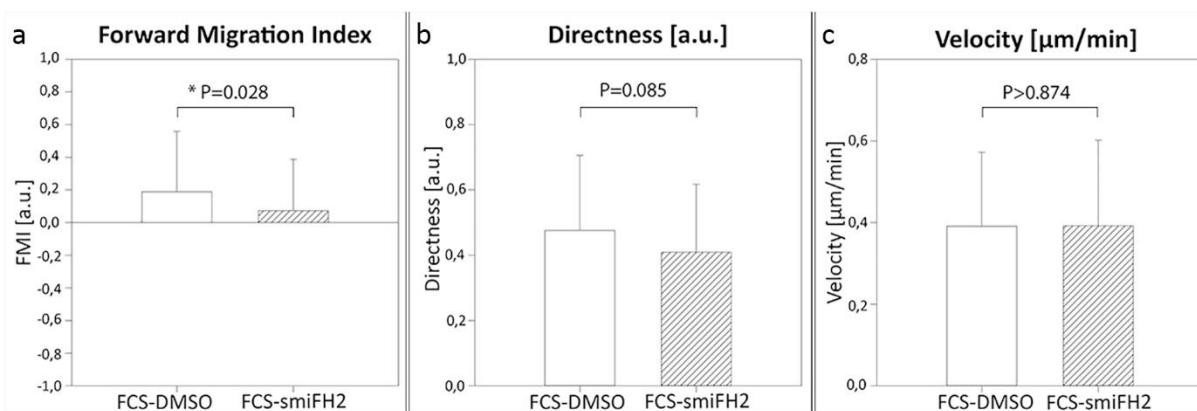 a
Forward Migration Index
1,0
0,8
0,6
0,4
0,2
0,0
-0,2
-0,4
-0,6
-0,8
-1,0
FMI [a.u.]
* P=0.028
FCS-DMSO
FCS-smiFH2
b
Directness [a.u.]
1,0
0,8
0,6
0,4
0,2
0,0
Directness [a.u.]
P=0.085
FCS-DMSO
FCS-smiFH2
c
Velocity [µm/min]
0,8
0,6
0,4
0,2
0,0
Velocity [µm/min]
P>0.874
FCS-DMSO
FCS-smiFH2